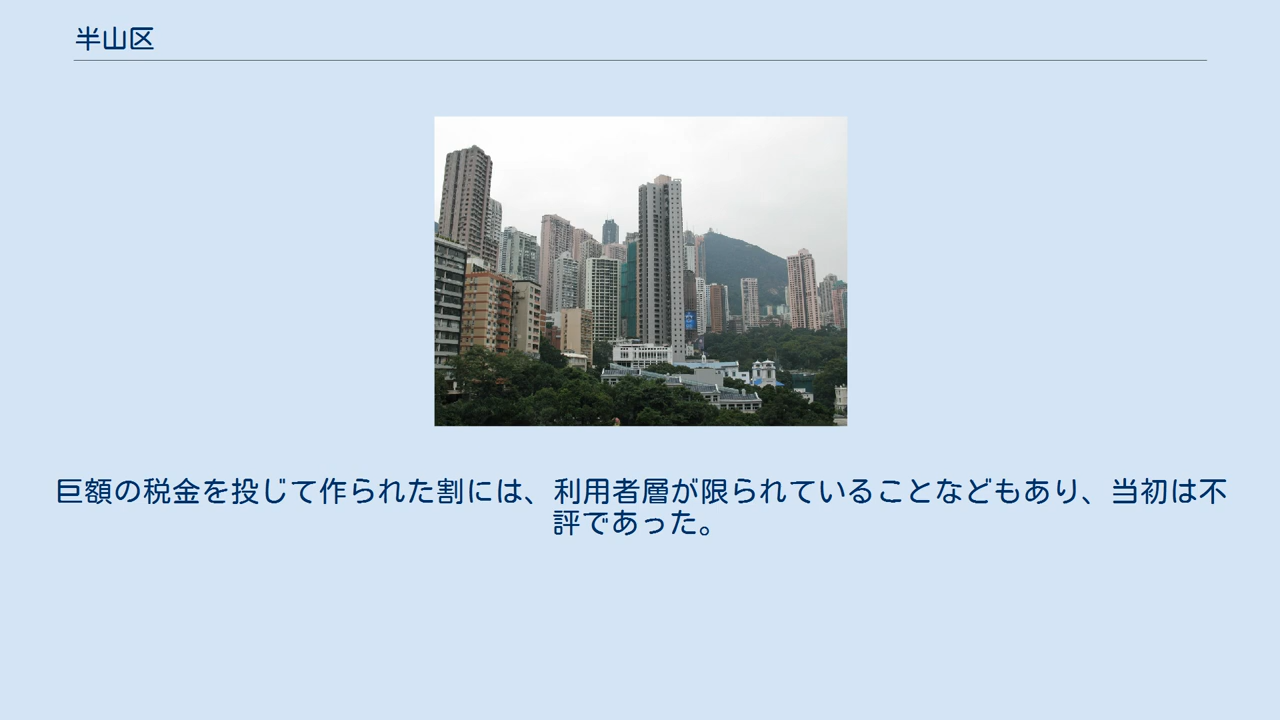 半山区
巨額の税金を投じて作られた割には、利用者層が限られていることなどもあり、当初は不
評であった。